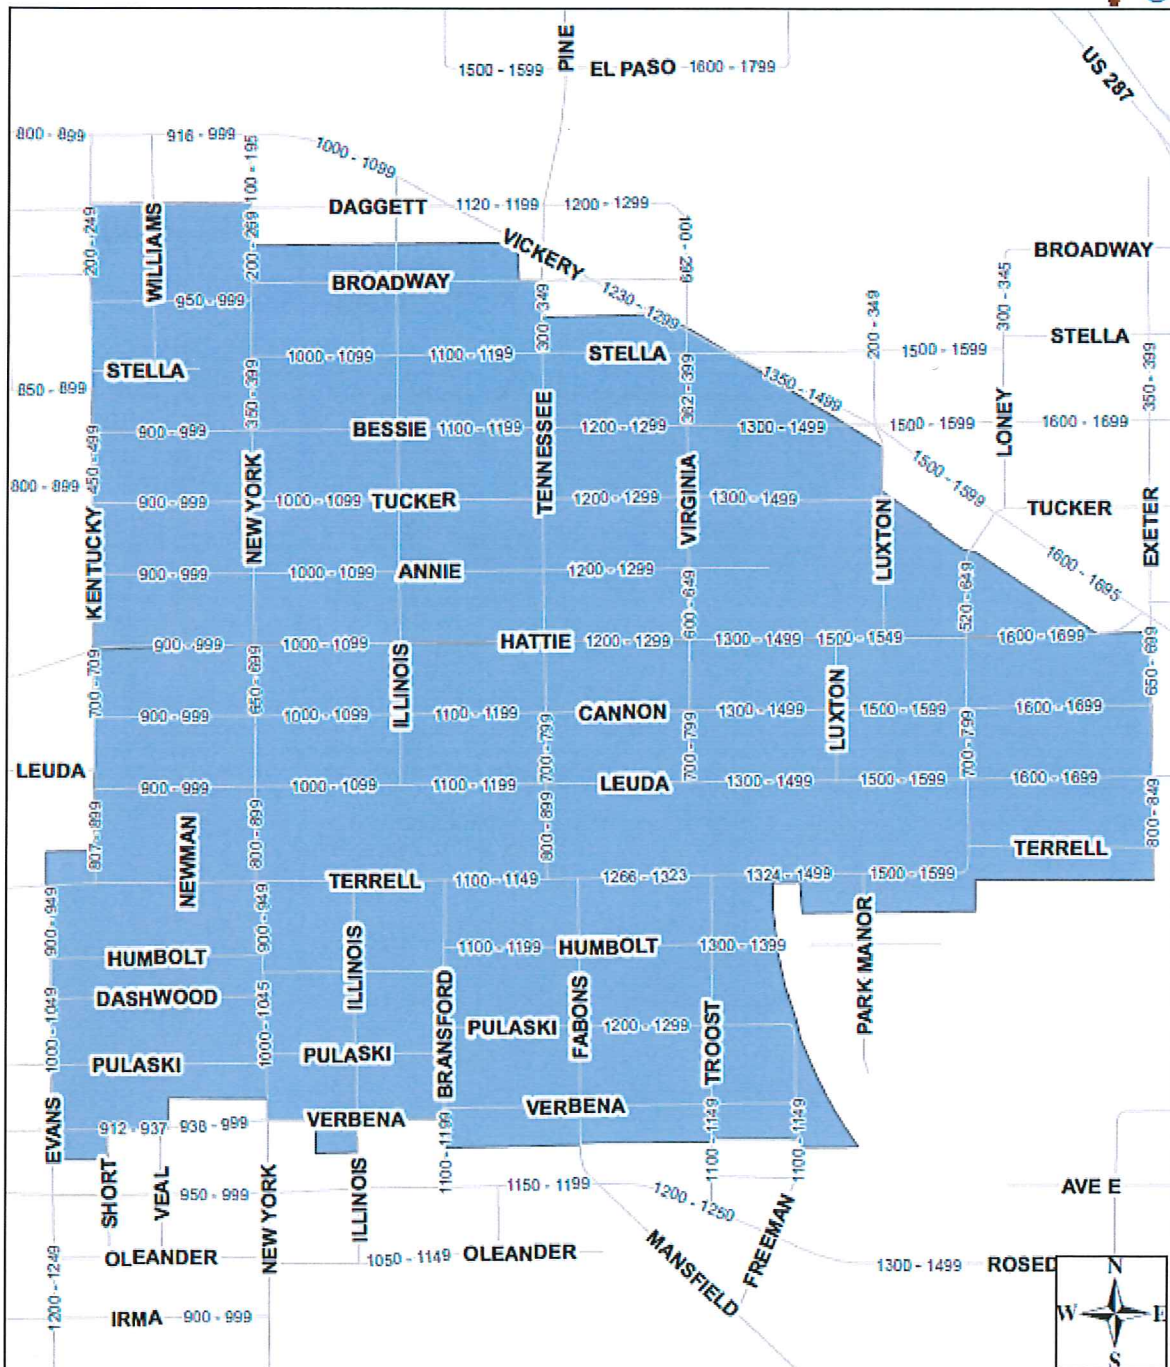 PINE
1500 - 1599 EL PASO 1600 - 1799
US 287
800 - 899 916 - 999 100 - 195 1000 - 1099
200 - 249 WILLIAMS 200 - 269 DAGGETT 1120 - 1199 1200 - 1299 100 - 299
VICKERY BROADWAY
BROADWAY 1230 - 1299 300 - 345
950 - 999 300 - 349 200 - 349
STELLA 1000 - 1099 1100 - 1199 STELLA 1500 - 1599 STELLA
850 - 899 350 - 399 362 - 399 1350 - 1499 350 - 399
450 - 499 900 - 999 BESSIE 1100 - 1199 TENNESSEE 1200 - 1299 1300 - 1499 1500 - 1599 LONEY 1600 - 1699
800 - 899 900 - 999 1000 - 1099 TUCKER 1200 - 1299 1300 - 1499 1500 - 1599 TUCKER
KENTUCKY NEW YORK VIRGINIA LUXTON EXETER
900 - 999 1000 - 1099 ANNIE 1200 - 1299 1600 - 1695
600 - 649 520 - 649
900 - 999 1000 - 1099 HATTIE 1200 - 1299 1300 - 1499 1500 - 1549 1600 - 1699
700 - 709 650 - 699 ILLINOIS LUXTON 650 - 699
900 - 999 1000 - 1099 1100 - 1199 CANNON 1300 - 1499 1500 - 1599 1600 - 1699
700 - 799 700 - 799 700 - 799
LEUDA 900 - 999 1000 - 1099 1100 - 1199 LEUDA 1300 - 1499 1500 - 1599 1600 - 1699
807 - 899 NEWMAN 800 - 899 800 - 899 TERRELL 800 - 849
TERRELL 1100 - 1149 1266 - 1323 1324 - 1499 1500 - 1599
900 - 949 900 - 949 ILLINOIS PARK MANOR
HUMBOLT 1100 - 1199 HUMBOLT 1300 - 1399
DASHWOOD
1000 - 1049 1000 - 1045 BRANSFORD PULASKI FABONS 1200 - 1299 TROOST
PULASKI PULASKI
EVANS 912 - 937 938 - 999 VERBENA 1100 - 1199 VERBENA 1100 - 1149 1100 - 1149
SHORT VEAL 950 - 999 NEW YORK ILLINOIS 1150 - 1199 1200 - 1250 AVE E
1200 - 1249 OLEANDER 1050 - 1149 OLEANDER MANSFIELD FREEMAN 1300 - 1499 ROSED
IRMA 900 - 999
N
W E
S